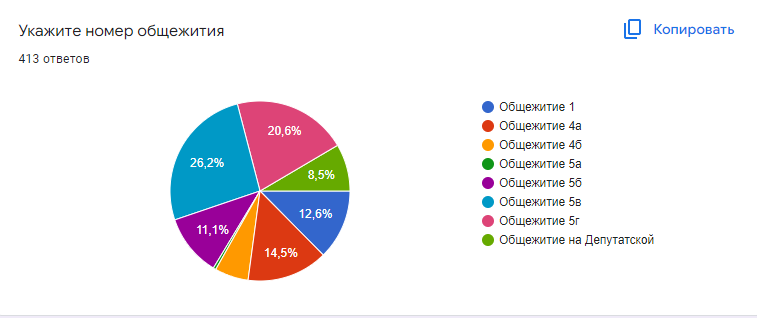 Укажите номер общежития
Копировать
413 ответов
20,6%
26,2%
8,5%
12,6%
11,1%
14,5%
Общежитие 1
Общежитие 4а
Общежитие 4б
Общежитие 5а
Общежитие 5б
Общежитие 5в
Общежитие 5г
Общежитие на Депутатской